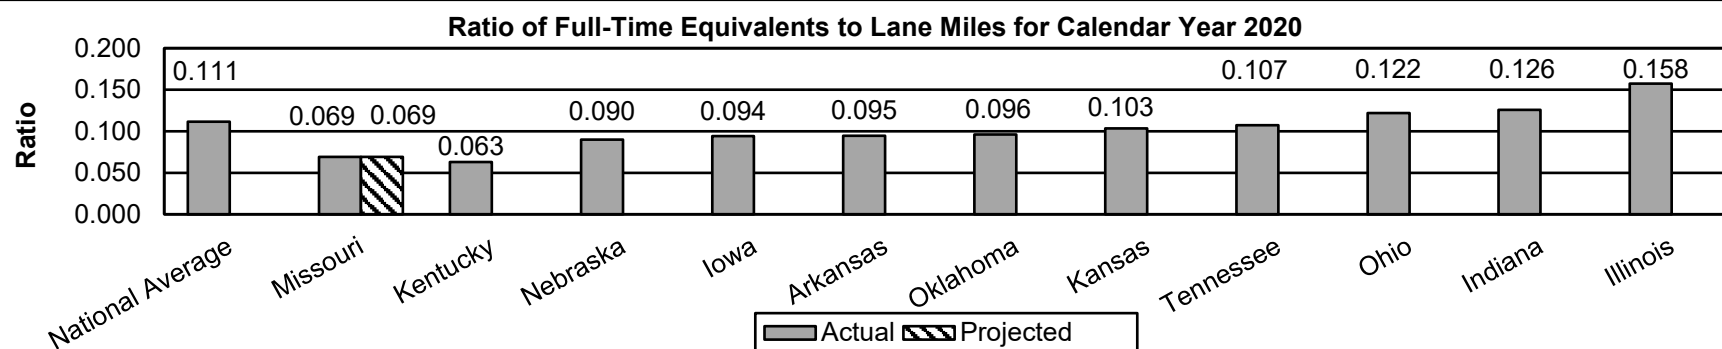 Ratio of Full-Time Equivalents to Lane Miles for Calendar Year 2020
Ratio
0.200
0.150
0.100
0.050
0.000
0.111
0.069 0.069
0.063
0.090
0.094
0.095
0.096
0.103
0.107
0.122
0.126
0.158
National Average
Missouri
Kentucky
Nebraska
Iowa
Arkansas
Oklahoma
Kansas
Tennessee
Ohio
Indiana
Illinois
Actual Projected